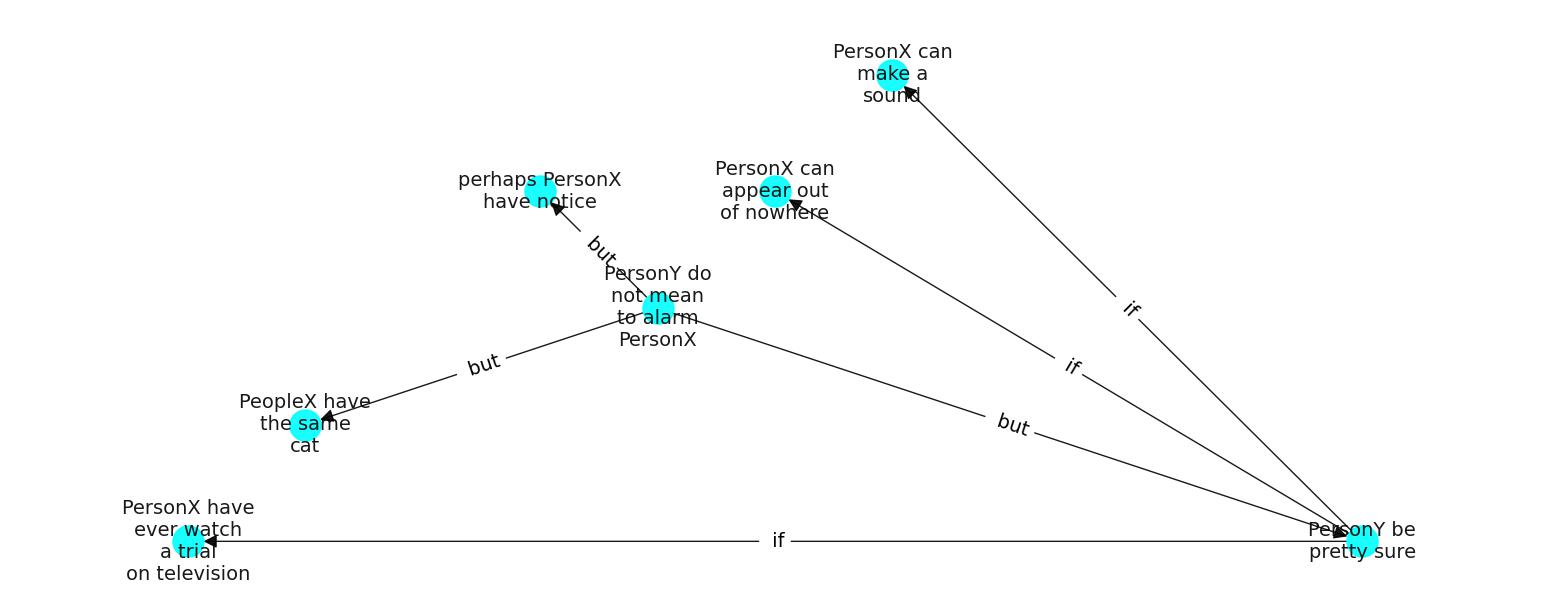 PersonX can
make a
sound
perhaps PersonX
have notice
PersonX can
appear out
of nowhere
but
PersonY do
not mean
to alarm
PersonX
if
if
but
PeopleX have
the same
cat
but
PersonX have
ever watch
a trial
on television
if
PersonY be
pretty sure